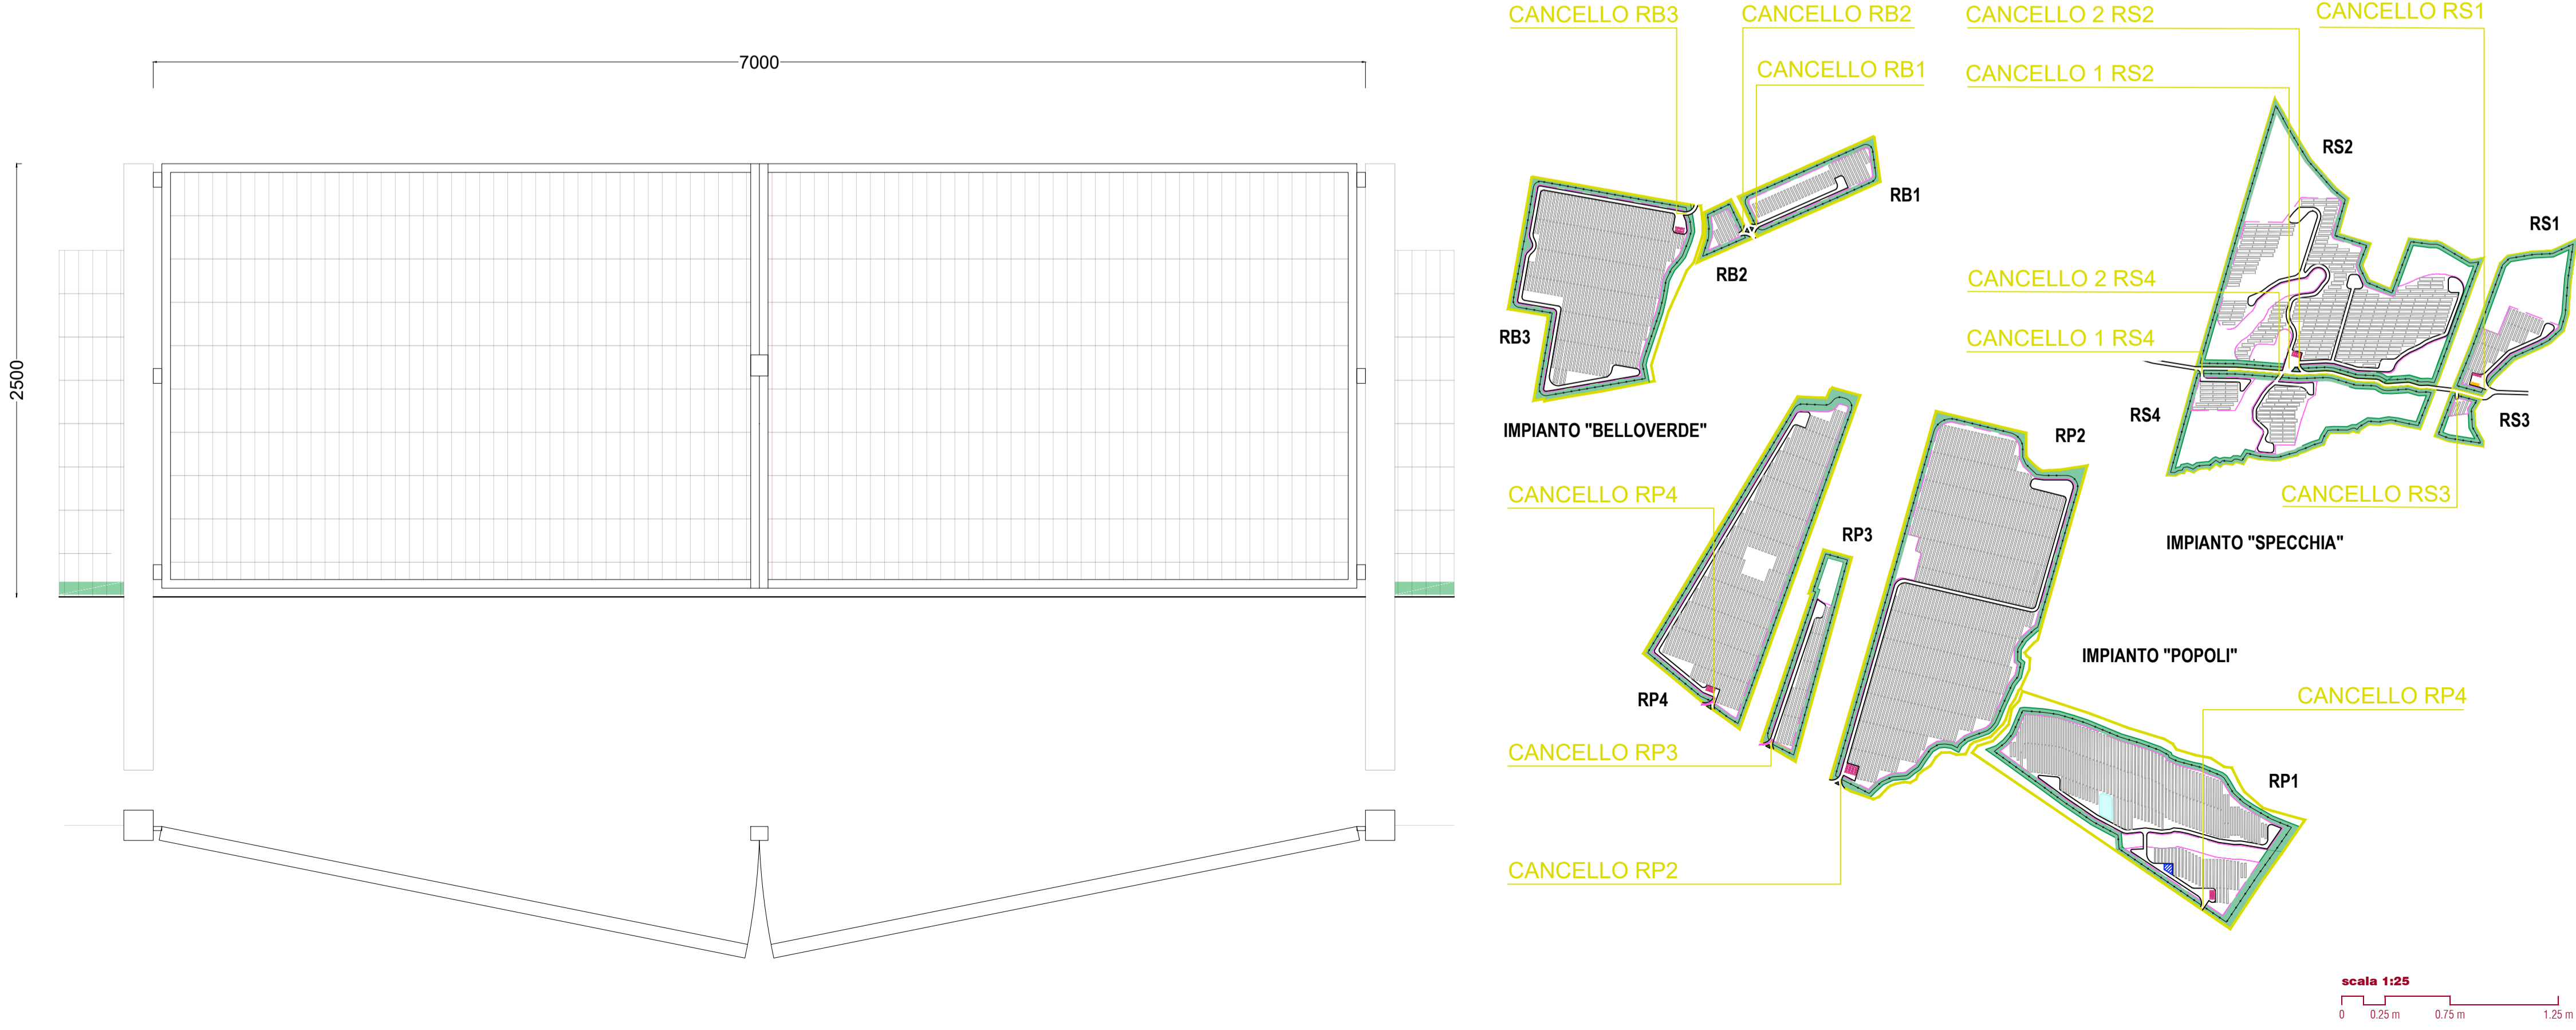 7000
2500
CANCELLO RB3
CANCELLO RB2
CANCELLO RB1
CANCELLO 2 RS2
CANCELLO RS1
CANCELLO 1 RS2
RS2
RB1
RS1
RB2
CANCELLO 2 RS4
RB3
CANCELLO 1 RS4
RS4
RS3
IMPIANTO "BELLOVERDE"
RP2
CANCELLO RP4
CANCELLO RS3
RP3
IMPIANTO "SPECCHIA"
IMPIANTO "POPOLI"
RP4
CANCELLO RP4
CANCELLO RP3
RP1
CANCELLO RP2
scala 1:25
0 0.25 m 0.75 m 1.25 m